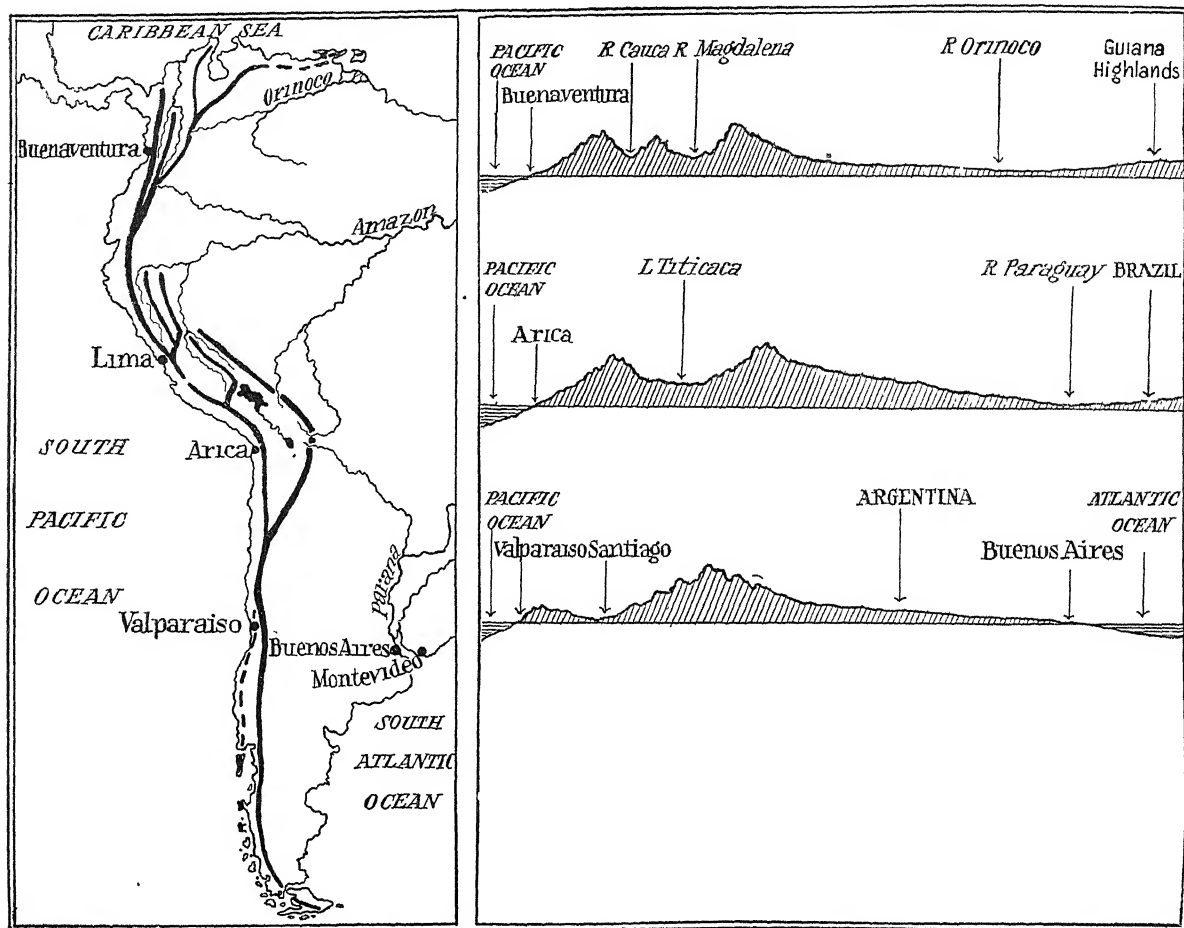 CARIBBEAN SEA
Orinoco
Buenaventura
Amazon
Lima
SOUTH
Arica
PACIFIC
OCEAN
Parana
Valparaiso
Buenos Aires
Montevideo
SOUTH
ATLANTIC
OCEAN
PACIFIC
OCEAN
Buenaventura
R Cauca
R Magdalena
R Orinoco
Guiana
Highlands
PACIFIC
OCEAN
Arica
L Titicaca
R Paraguay
BRAZIL
PACIFIC
OCEAN
Valparaiso
Santiago
ARGENTINA
Buenos Aires
ATLANTIC
OCEAN